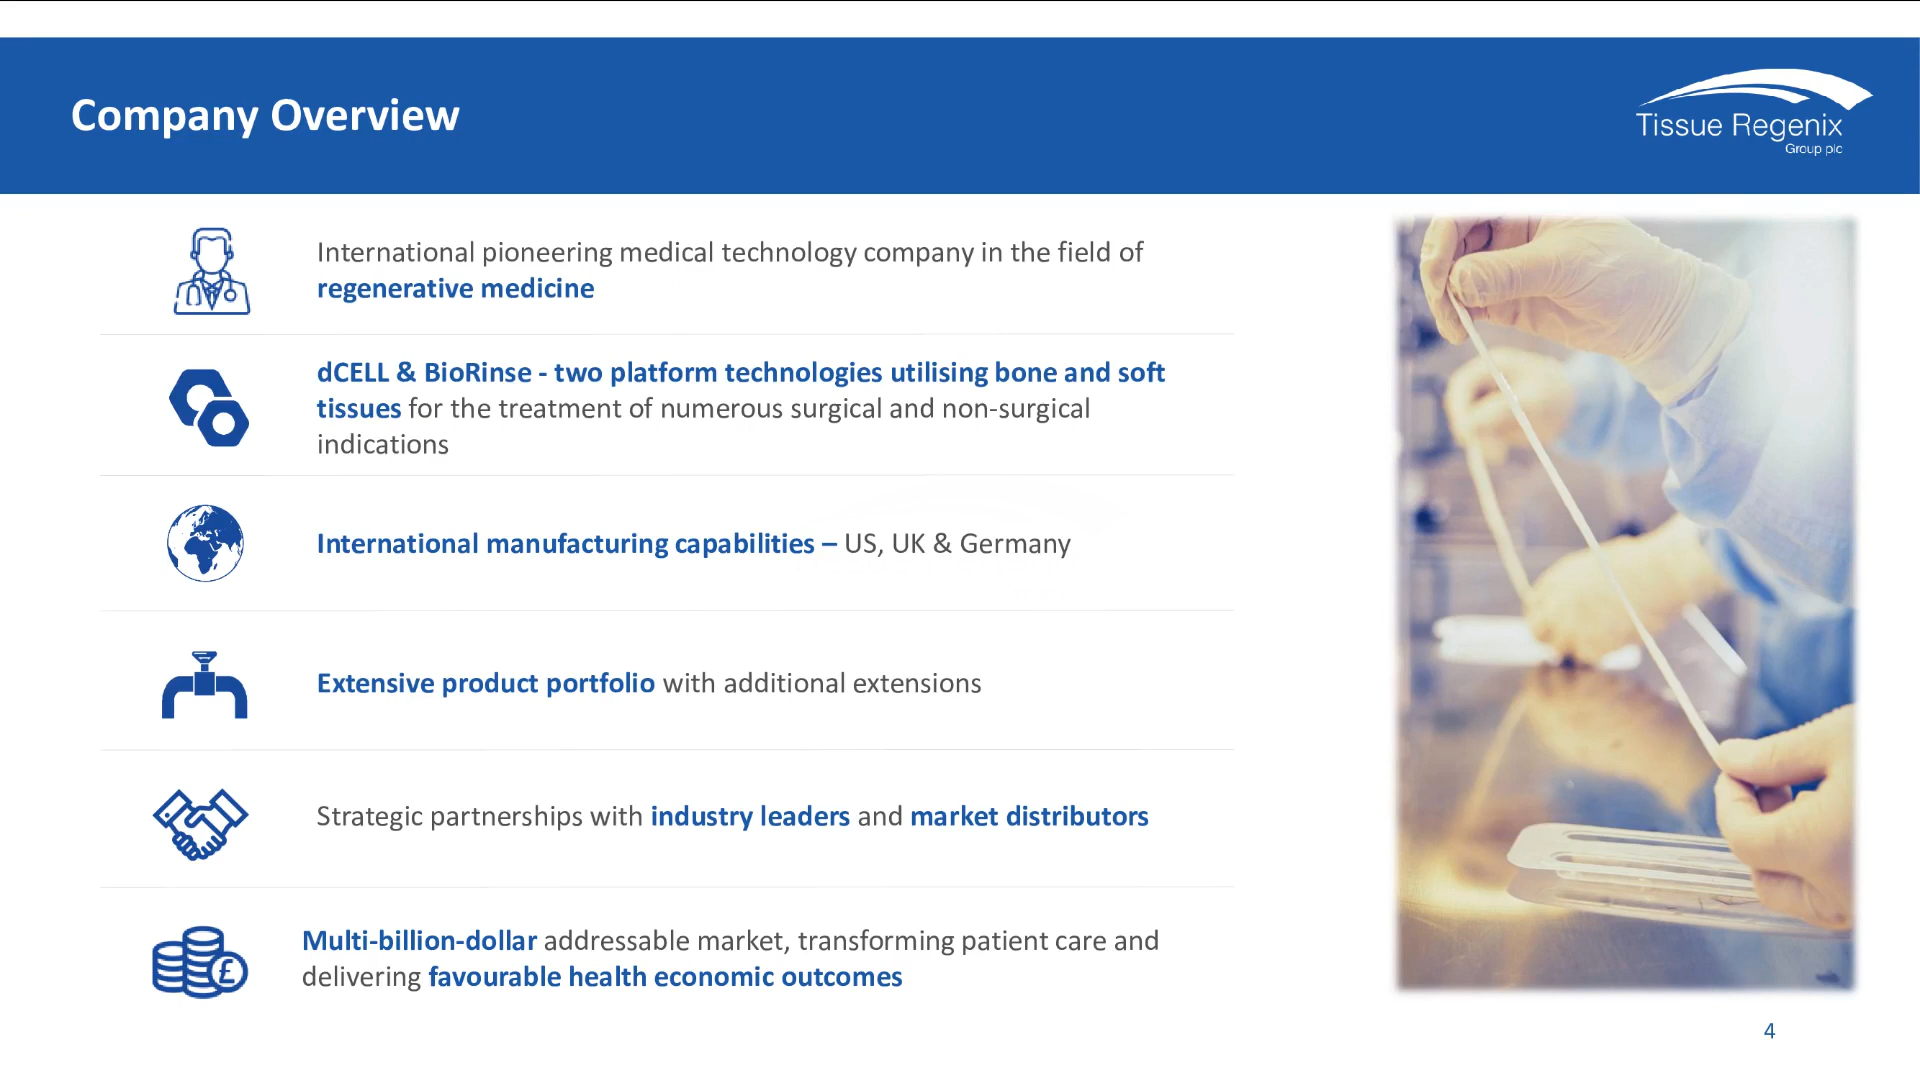 Company Overview
Tissue Regenix
Group plc
International pioneering medical technology company in the field of
regenerative medicine
dCELL & BioRinse - two platform technologies utilising bone and soft
tissues for the treatment of numerous surgical and non-surgical
indications
International manufacturing capabilities – US, UK & Germany
Extensive product portfolio with additional extensions
Strategic partnerships with industry leaders and market distributors
Multi-billion-dollar addressable market, transforming patient care and
delivering favourable health economic outcomes
£
4